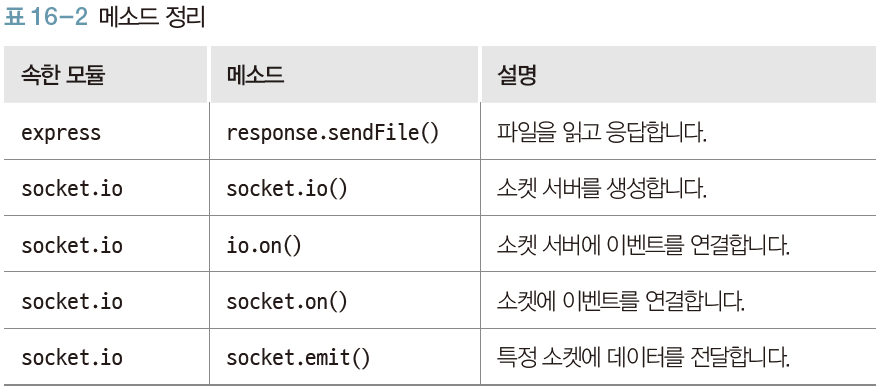 표 16-2 메소드 정리
속한 모듈 메소드 설명
express response.sendFile() 파일을 읽고 응답합니다.
socket.io socket.io() 소켓 서버를 생성합니다.
socket.io io.on() 소켓 서버에 이벤트를 연결합니다.
socket.io socket.on() 소켓에 이벤트를 연결합니다.
socket.io socket.emit() 특정 소켓에 데이터를 전달합니다.